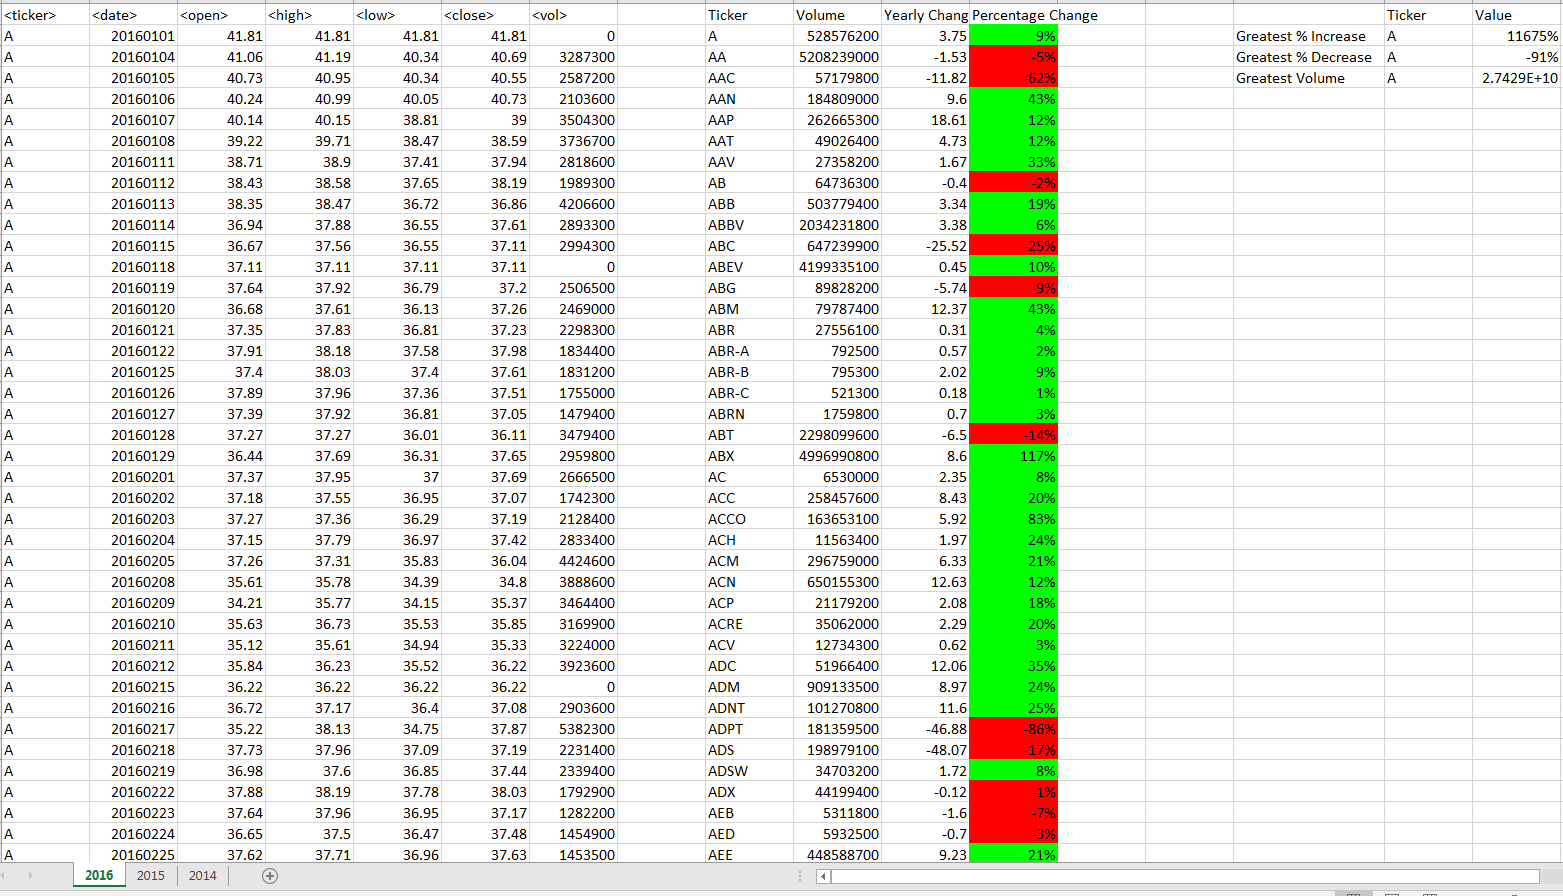 <ticker> <date> <open> <high> <low> <close> <vol> Ticker Volume Yearly Chang Percentage Change Ticker Value
A 20160101 41.81 41.81 41.81 41.81 0 A 528576200 3.75 9% Greatest % Increase A 11675%
A 20160104 41.06 41.19 40.34 40.69 3287300 AA 5208239000 -1.53 -5% Greatest % Decrease A -91%
A 20160105 40.73 40.95 40.34 40.55 2587200 AAC 57179800 -11.82 -62% Greatest Volume A 2.7429E+10
A 20160106 40.24 40.99 40.05 40.73 2103600 AAN 184809000 9.6 43%
A 20160107 40.14 40.15 38.81 39 3504300 AAP 262665300 18.61 12%
A 20160108 39.22 39.71 38.47 38.59 3736700 AAT 49026400 4.73 12%
A 20160111 38.71 38.9 37.41 37.94 2818600 AAV 27358200 1.67 33%
A 20160112 38.43 38.58 37.65 38.19 1989300 AB 64736300 -0.4 -2%
A 20160113 38.35 38.47 36.72 36.86 4206600 ABB 503779400 3.34 19%
A 20160114 36.94 37.88 36.55 37.61 2893300 ABBV 2034231800 3.38 6%
A 20160115 36.67 37.56 36.55 37.11 2994300 ABC 647239900 -25.52 -25%
A 20160118 37.11 37.11 37.11 37.11 0 ABEV 4199335100 0.45 10%
A 20160119 37.64 37.92 36.79 37.2 2506500 ABG 89828200 -5.74 -9%
A 20160120 36.68 37.61 36.13 37.26 2469000 ABM 79787400 12.37 43%
A 20160121 37.35 37.83 36.81 37.23 2298300 ABR 27556100 0.31 4%
A 20160122 37.91 38.18 37.58 37.98 1834400 ABR-A 792500 0.57 2%
A 20160125 37.4 38.03 37.4 37.61 1831200 ABR-B 795300 2.02 9%
A 20160126 37.89 37.96 37.36 37.51 1755000 ABR-C 521300 0.18 1%
A 20160127 37.39 37.92 36.81 37.05 1479400 ABRN 1759800 0.7 3%
A 20160128 37.27 37.27 36.01 36.11 3479400 ABT 2298099600 -6.5 -14%
A 20160129 36.44 37.69 36.31 37.65 2959800 ABX 4996990800 8.6 117%
A 20160201 37.37 37.95 37 37.69 2666500 AC 6530000 2.35 8%
A 20160202 37.18 37.55 36.95 37.07 1742300 ACC 258457600 8.43 20%
A 20160203 37.27 37.36 36.29 37.19 2128400 ACCO 163653100 5.92 83%
A 20160204 37.15 37.79 36.97 37.42 2833400 ACH 11563400 1.97 24%
A 20160205 37.26 37.31 35.83 36.04 4424600 ACM 296759000 6.33 21%
A 20160208 35.61 35.78 34.39 34.8 3888600 ACN 650155300 12.63 12%
A 20160209 34.21 35.77 34.15 35.37 3464400 ACP 21179200 2.08 18%
A 20160210 35.63 36.73 35.53 35.85 3169900 ACRE 35062000 2.29 20%
A 20160211 35.12 35.61 34.94 35.33 3224000 ACV 12734300 0.62 3%
A 20160212 35.84 36.23 35.52 36.22 3923600 ADC 51966400 12.06 35%
A 20160215 36.22 36.22 36.22 36.22 0 ADM 909133500 8.97 24%
A 20160216 36.72 37.17 36.4 37.08 2903600 ADNT 101270800 11.6 25%
A 20160217 35.22 38.13 34.75 37.87 5382300 ADPT 181359500 -46.88 -86%
A 20160218 37.73 37.96 37.09 37.19 2231400 ADS 198979100 -48.07 -17%
A 20160219 36.98 37.6 36.85 37.44 2339400 ADSW 34703200 1.72 8%
A 20160222 37.88 38.19 37.78 38.03 1792900 ADX 44199400 -0.12 -1%
A 20160223 37.64 37.96 36.95 37.17 1282200 AEB 5311800 -1.6 -7%
A 20160224 36.65 37.5 36.47 37.48 1454900 AED 5932500 -0.7 -3%
A 20160225 37.62 37.71 36.96 37.63 1453500 AEE 448588700 9.23 21%
2016 2015 2014